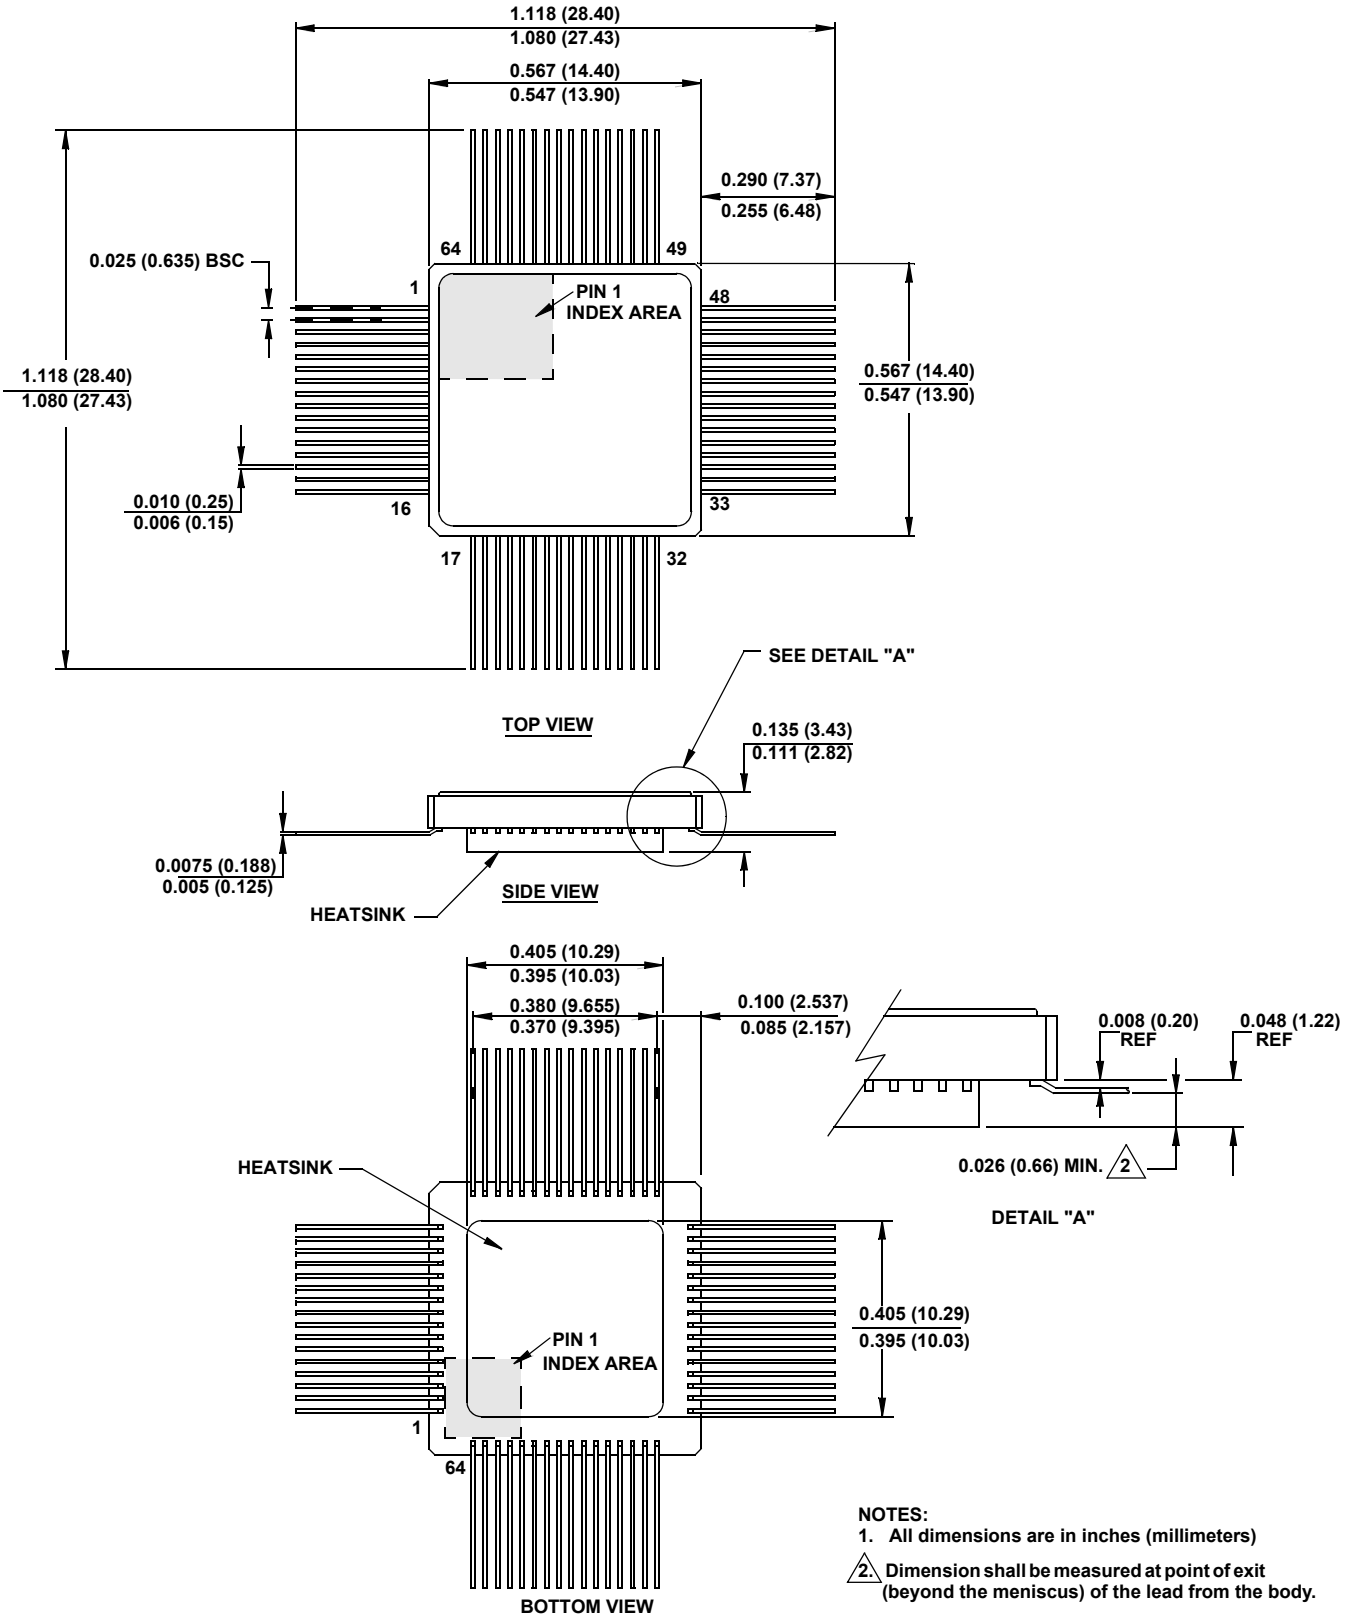 1.118 (28.40)
1.080 (27.43)
0.567 (14.40)
0.547 (13.90)
0.290 (7.37)
0.255 (6.48)
64
49
0.025 (0.635) BSC
1
PIN 1
INDEX AREA
48
1.118 (28.40)
1.080 (27.43)
0.567 (14.40)
0.547 (13.90)
0.010 (0.25)
0.006 (0.15)
16
33
17
32
SEE DETAIL "A"
TOP VIEW
0.135 (3.43)
0.111 (2.82)
0.0075 (0.188)
0.005 (0.125)
SIDE VIEW
HEATSINK
0.405 (10.29)
0.395 (10.03)
0.380 (9.655)
0.370 (9.395)
0.100 (2.537)
0.085 (2.157)
0.008 (0.20)
REF
0.048 (1.22)
REF
HEATSINK
0.026 (0.66) MIN. 2
DETAIL "A"
0.405 (10.29)
0.395 (10.03)
PIN 1
INDEX AREA
1
64
NOTES:
1. All dimensions are in inches (millimeters)
2. Dimension shall be measured at point of exit
(beyond the meniscus) of the lead from the body.
BOTTOM VIEW